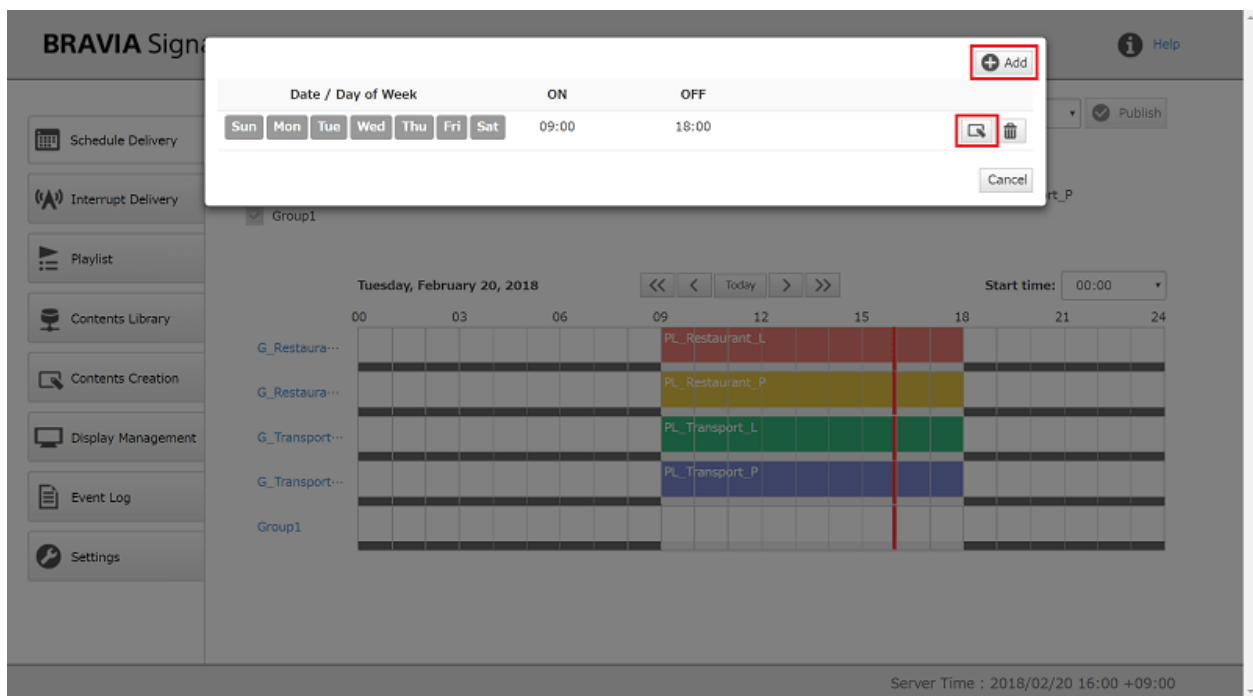 BRAVIA Signa
Help
Add
Date / Day of Week ON OFF
Sun Mon Tue Wed Thu Fri Sat 09:00 18:00
Cancel
Publish
Schedule Delivery
Interrupt Delivery
Playlist
Contents Library
Contents Creation
Display Management
Event Log
Settings
rt_P
Group1
Tuesday, February 20, 2018 << < Today > >> Start time: 00:00
00 03 06 09 12 15 18 21 24
G_Restaura… PL_Restaurant_L
G_Restaura… PL_Restaurant_P
G_Transport… PL_Transport_L
G_Transport… PL_Transport_P
Group1
Server Time : 2018/02/20 16:00 +09:00